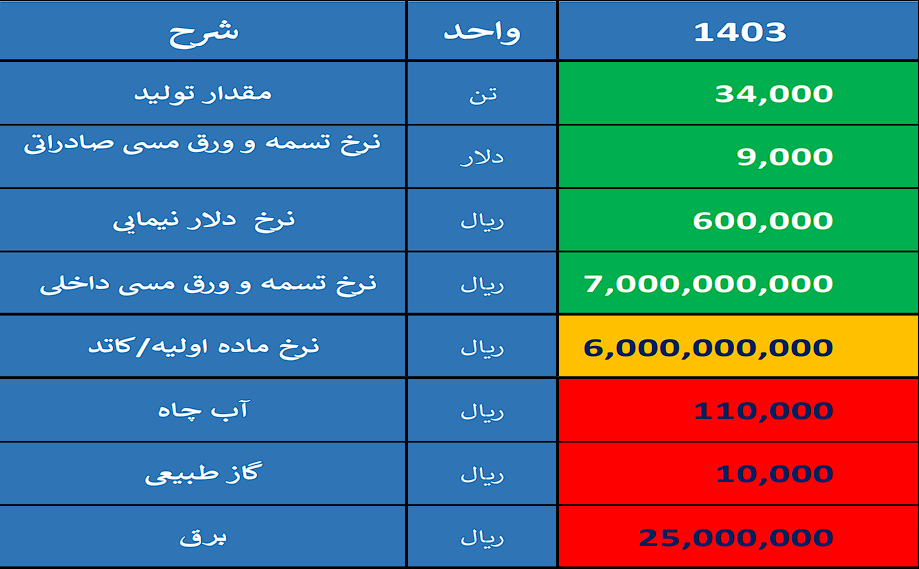 شرح واحد 1403
مقدار تولید تن 34,000
نرخ تسمه و ورق مسی صادراتی دلار 9,000
نرخ دلار نیمایی ریال 600,000
نرخ تسمه و ورق مسی داخلی ریال 7,000,000,000
نرخ ماده اولیه/کاتد ریال 6,000,000,000
آب چاه ریال 110,000
گاز طبیعی ریال 10,000
برق ریال 25,000,000